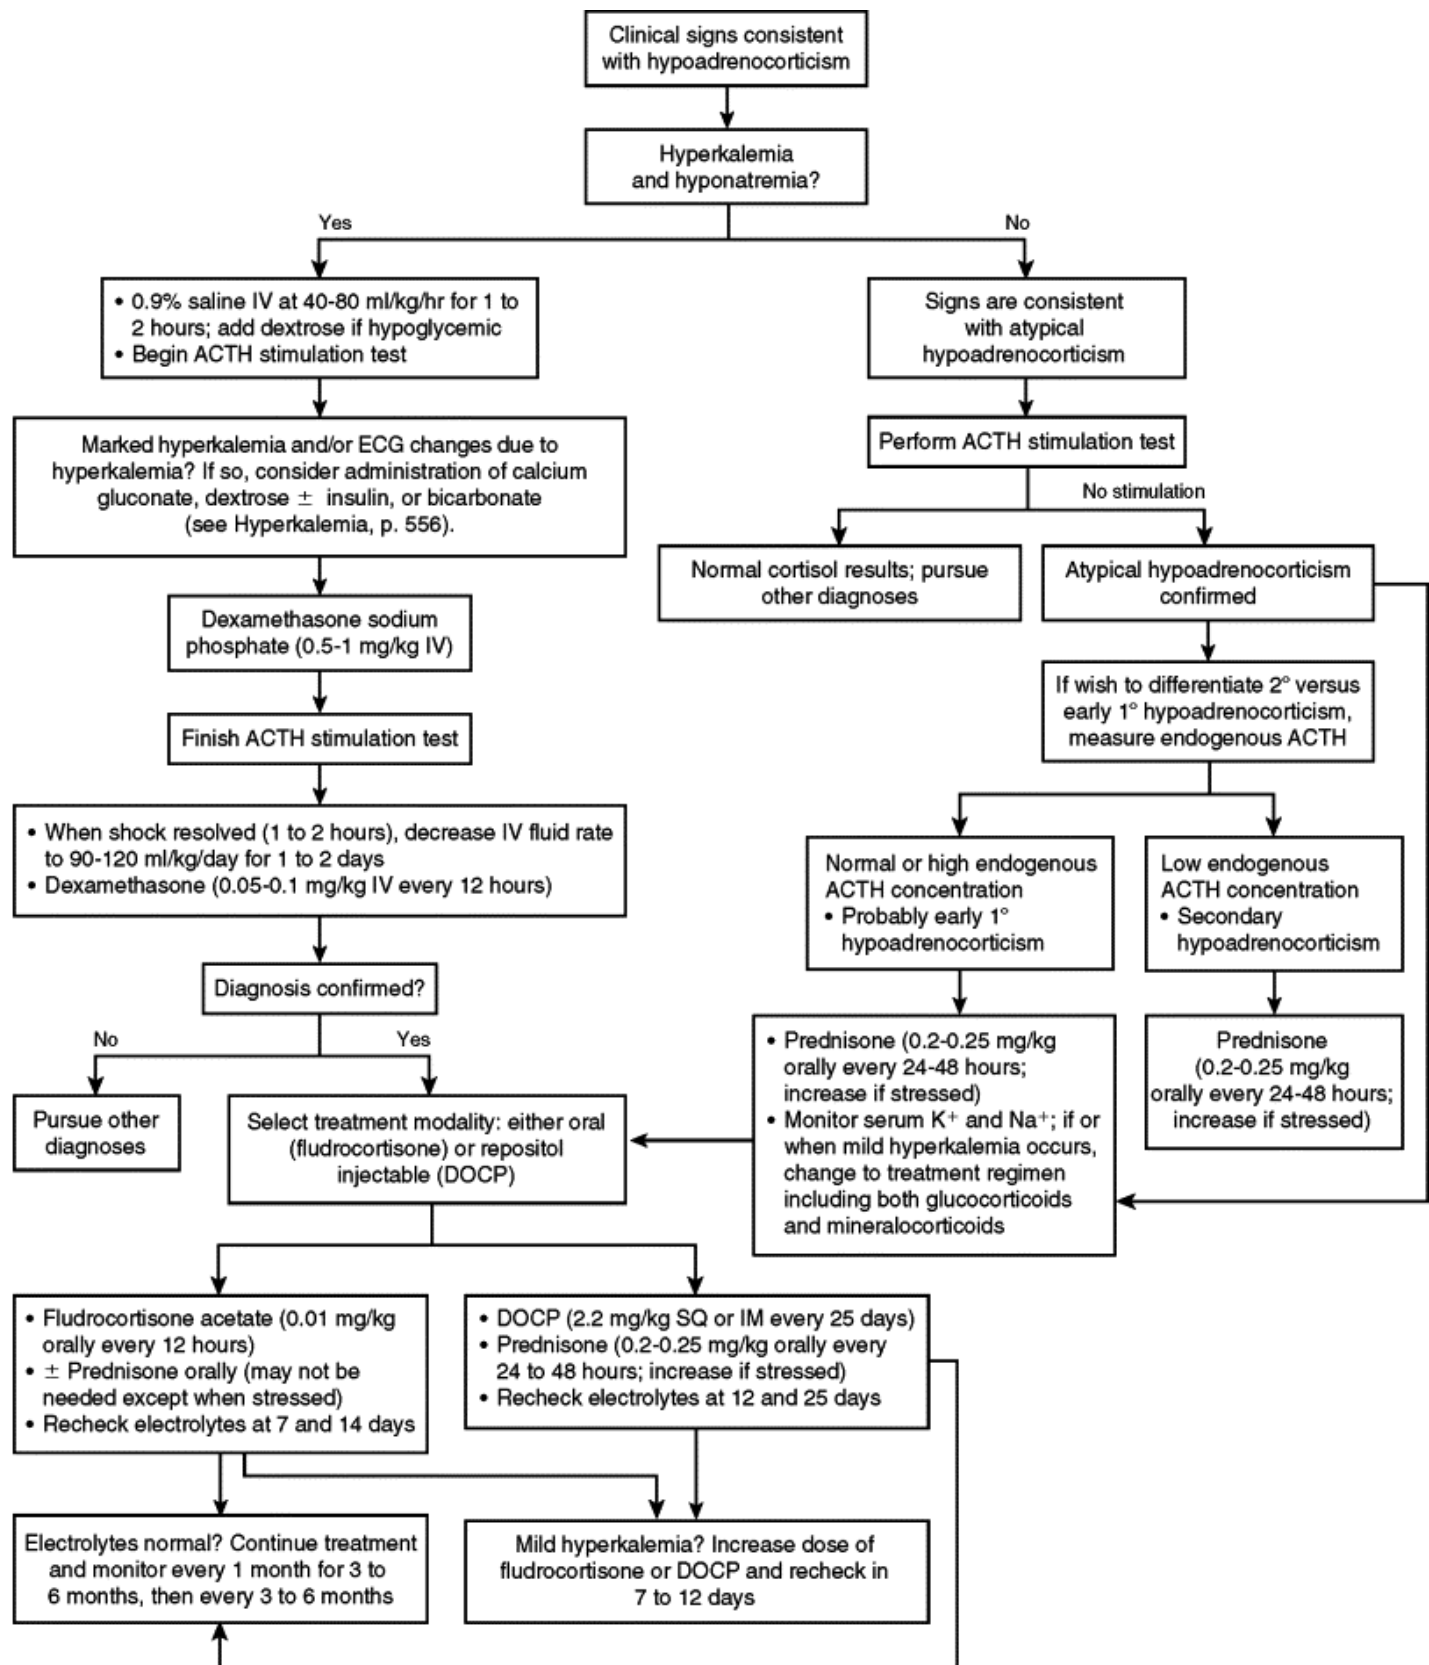 Clinical signs consistent
with hypoadrenocorticism
Hyperkalemia
and hyponatremia?
Yes
No
• 0.9% saline IV at 40-80 ml/kg/hr for 1 to
2 hours; add dextrose if hypoglycemic
• Begin ACTH stimulation test
Signs are consistent
with atypical
hypoadrenocorticism
Marked hyperkalemia and/or ECG changes due to
hyperkalemia? If so, consider administration of calcium
gluconate, dextrose ± insulin, or bicarbonate
(see Hyperkalemia, p. 556).
Perform ACTH stimulation test
No stimulation
Normal cortisol results; pursue
other diagnoses
Atypical hypoadrenocorticism
confirmed
Dexamethasone sodium
phosphate (0.5-1 mg/kg IV)
If wish to differentiate 2° versus
early 1° hypoadrenocorticism,
measure endogenous ACTH
Finish ACTH stimulation test
• When shock resolved (1 to 2 hours), decrease IV fluid rate
to 90-120 ml/kg/day for 1 to 2 days
• Dexamethasone (0.05-0.1 mg/kg IV every 12 hours)
Normal or high endogenous
ACTH concentration
• Probably early 1°
hypoadrenocorticism
Low endogenous
ACTH concentration
• Secondary
hypoadrenocorticism
Diagnosis confirmed?
No
Yes
Pursue other
diagnoses
Select treatment modality: either oral
(fludrocortisone) or repositol
injectable (DOCP)
• Prednisone (0.2-0.25 mg/kg
orally every 24-48 hours;
increase if stressed)
• Monitor serum K⁺ and Na⁺; if or
when mild hyperkalemia occurs,
change to treatment regimen
including both glucocorticoids
and mineralocorticoids
Prednisone
(0.2-0.25 mg/kg
orally every 24-48 hours;
increase if stressed)
• Fludrocortisone acetate (0.01 mg/kg
orally every 12 hours)
• ± Prednisone orally (may not be
needed except when stressed)
• Recheck electrolytes at 7 and 14 days
• DOCP (2.2 mg/kg SQ or IM every 25 days)
• Prednisone (0.2-0.25 mg/kg orally every
24 to 48 hours; increase if stressed)
• Recheck electrolytes at 12 and 25 days
Electrolytes normal? Continue treatment
and monitor every 1 month for 3 to
6 months, then every 3 to 6 months
Mild hyperkalemia? Increase dose of
fludrocortisone or DOCP and recheck in
7 to 12 days